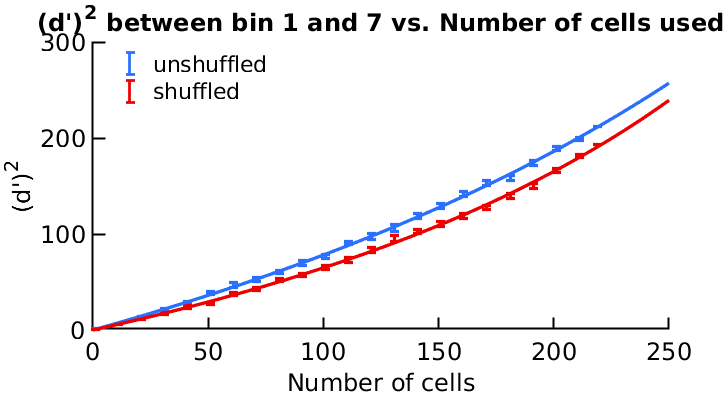 (d')² between bin 1 and 7 vs. Number of cells used
300
unshuffled
shuffled
200
(d')²
100
0
0 50 100 150 200 250
Number of cells